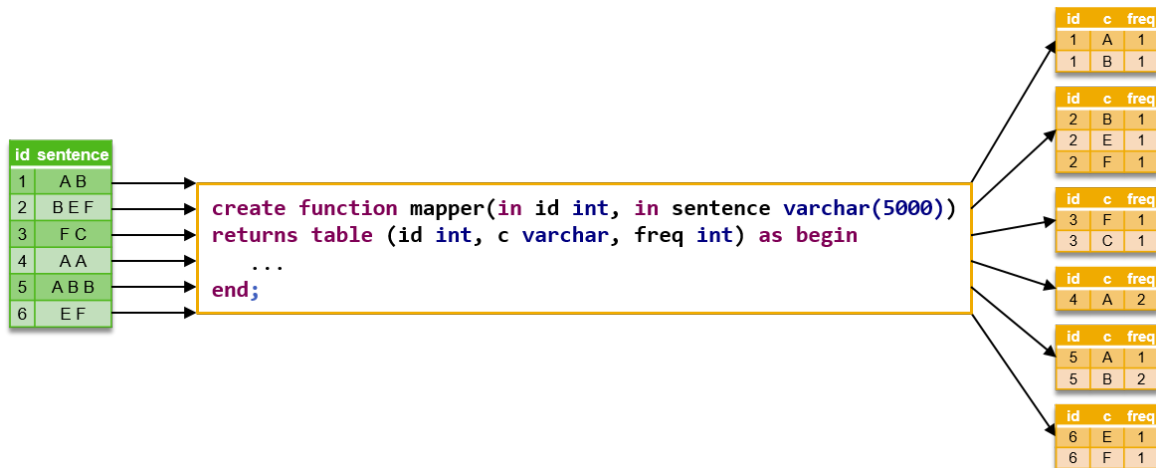 id sentence
1 A B
2 B E F
3 F C
4 A A
5 A B B
6 E F
create function mapper(in id int, in sentence varchar(5000))
returns table (id int, c varchar, freq int) as begin
...
end;
id c freq
1 A 1
1 B 1
id c freq
2 B 1
2 E 1
2 F 1
id c freq
3 F 1
3 C 1
id c freq
4 A 2
id c freq
5 A 1
5 B 2
id c freq
6 E 1
6 F 1